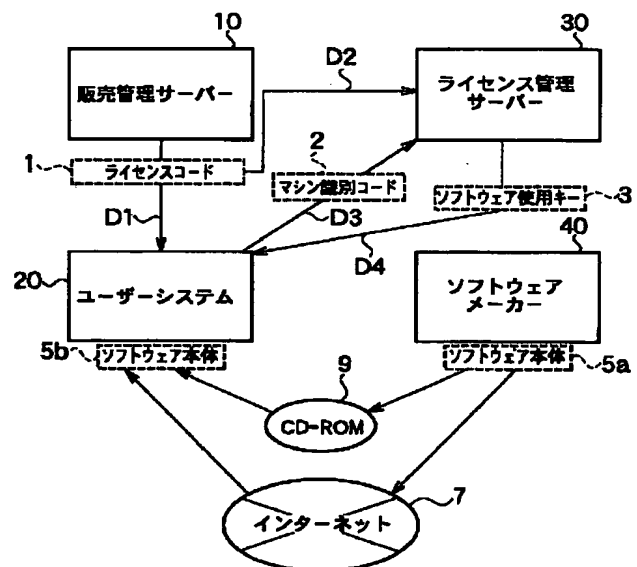 10
30
D2
販売管理サーバー
ライセンス管理
サーバー
1
ライセンスコード
2
マシン識別コード
ソフトウェア使用キー
3
D1
D3
D4
20
ユーザーシステム
40
ソフトウェア
メーカー
5b
ソフトウェア本体
ソフトウェア本体
5a
9
CD-ROM
インターネット
7